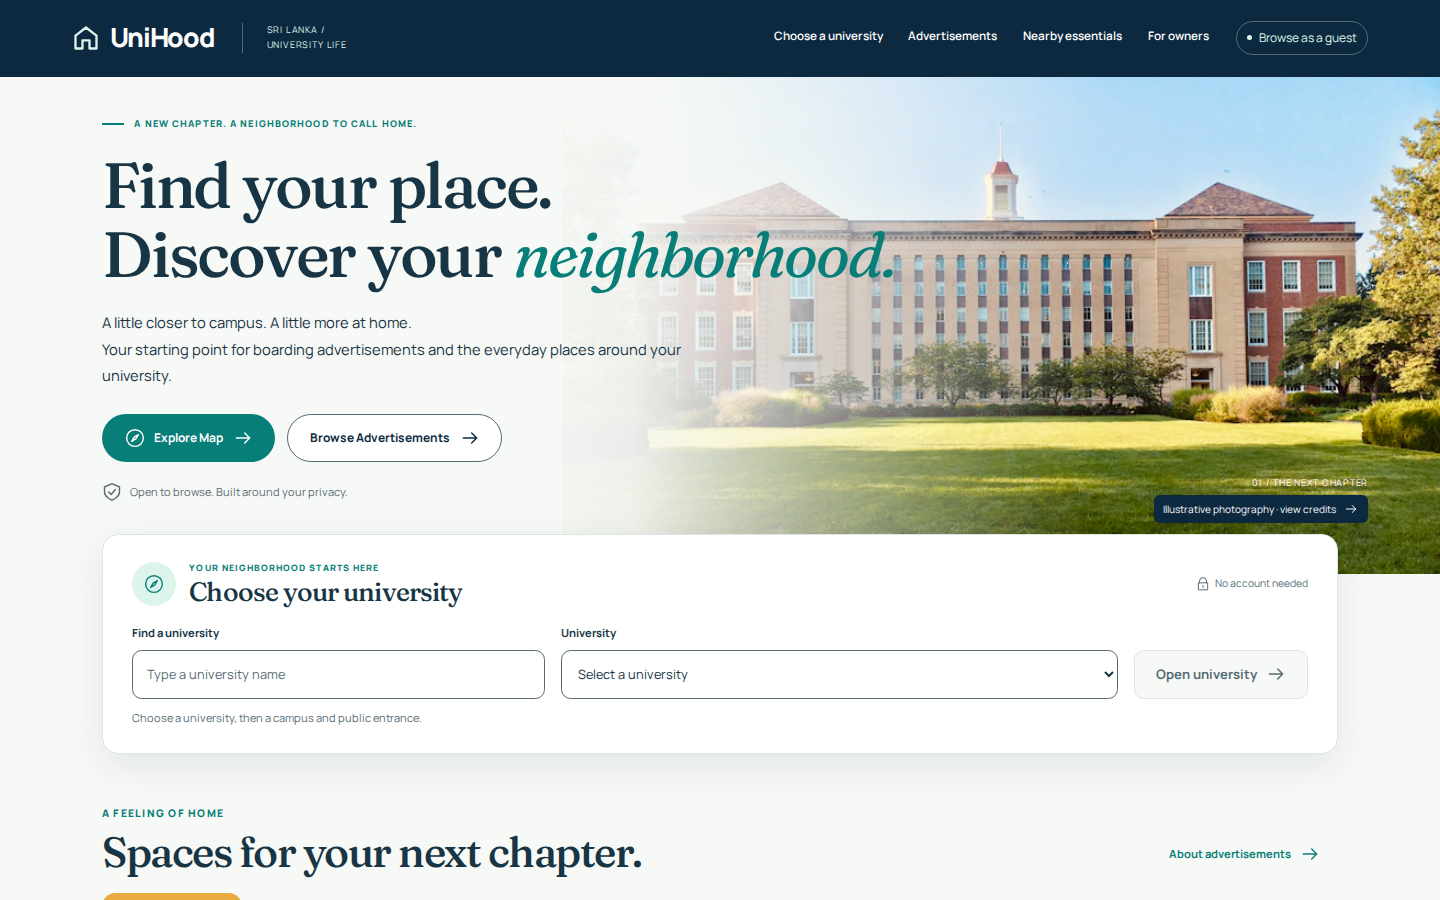 UniHood
SRI LANKA /
UNIVERSITY LIFE
Choose a university
Advertisements
Nearby essentials
For owners
Browse as a guest
A NEW CHAPTER. A NEIGHBORHOOD TO CALL HOME.
Find your place.
Discover your neighborhood.
A little closer to campus. A little more at home.
Your starting point for boarding advertisements and the everyday places around your
university.
Explore Map
Browse Advertisements
Open to browse. Built around your privacy.
01 / THE NEXT CHAPTER
Illustrative photography · view credits
YOUR NEIGHBORHOOD STARTS HERE
Choose your university
No account needed
Find a university
University
Type a university name
Select a university
Open university
Choose a university, then a campus and public entrance.
A FEELING OF HOME
Spaces for your next chapter.
About advertisements